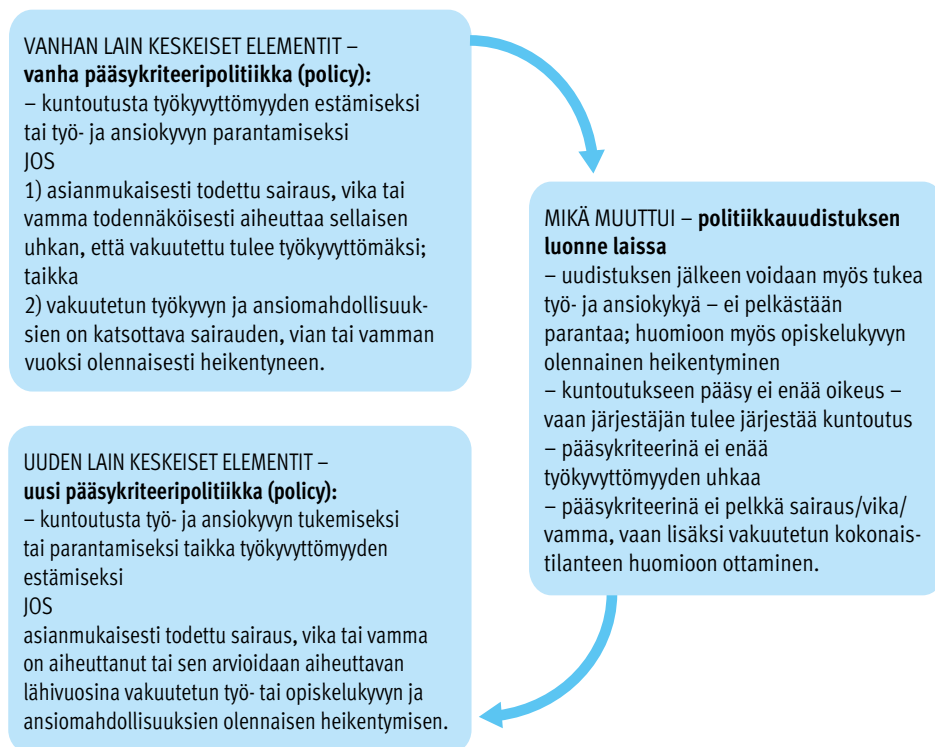 VANHAN LAIN KESKEISET ELEMENTIT –
vanha pääsykriteeripolitiikka (policy):
– kuntoutusta työkyvyttömyyden estämiseksi
tai työ- ja ansiokyvyn parantamiseksi
JOS
1) asianmukaisesti todettu sairaus, vika tai
vamma todennäköisesti aiheuttaa sellaisen
uhkan, että vakuutettu tulee työkyvyttömäksi;
taikka
2) vakuutetun työkyvyn ja ansiomahdollisuuk-
sien on katsottava sairauden, vian tai vamman
vuoksi olennaisesti heikentyneen.
MIKÄ MUUTTUI – politiikkauudistuksen
luonne laissa
– uudistuksen jälkeen voidaan myös tukea
työ- ja ansiokykyä – ei pelkästään
parantaa; huomioon myös opiskelukyvyn
olennainen heikentyminen
– kuntoutukseen pääsy ei enää oikeus –
vaan järjestäjän tulee järjestää kuntoutus
– pääsykriteerinä ei enää
työkyvyttömyyden uhkaa
– pääsykriteerinä ei pelkkä sairaus/vika/
vamma, vaan lisäksi vakuutetun kokonais-
tilanteen huomioon ottaminen.
UUDEN LAIN KESKEISET ELEMENTIT –
uusi pääsykriteeripolitiikka (policy):
– kuntoutusta työ- ja ansiokyvyn tukemiseksi
tai parantamiseksi taikka työkyvyttömyyden
estämiseksi
JOS
asianmukaisesti todettu sairaus, vika tai vamma
on aiheuttanut tai sen arvioidaan aiheuttavan
lähivuosina vakuutetun työ- tai opiskelukyvyn ja
ansiomahdollisuuksien olennaisen heikentymisen.